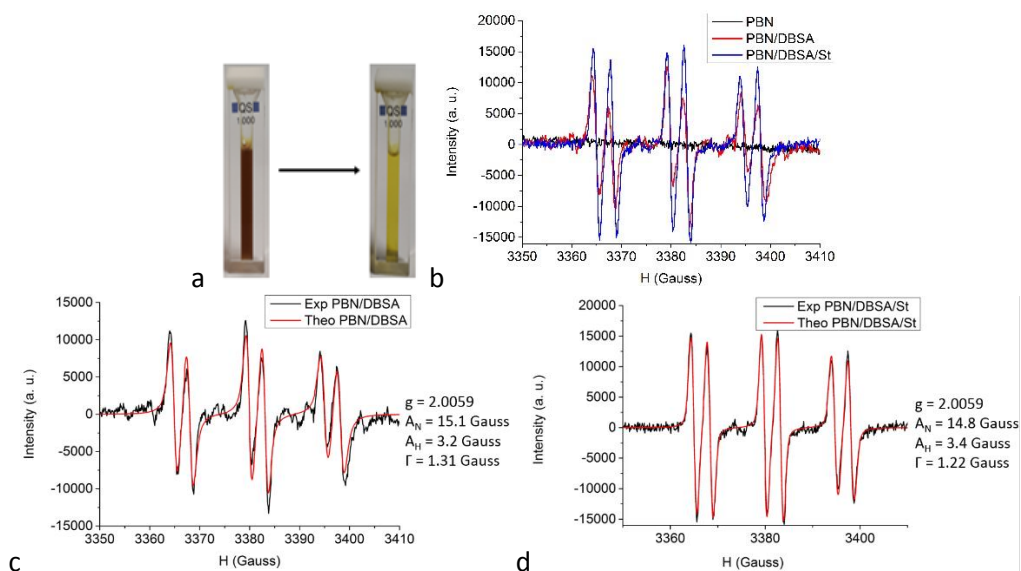 QS
1.000
QS
1.000
a
20000
15000
10000
5000
0
-5000
-10000
-15000
Intensity (a. u.)
PBN
PBN/DBSA
PBN/DBSA/St
3350 3360 3370 3380 3390 3400 3410
H (Gauss)
b
15000
10000
5000
0
-5000
-10000
-15000
Intensity (a. u.)
Exp PBN/DBSA
Theo PBN/DBSA
g = 2.0059
A_N = 15.1 Gauss
A_H = 3.2 Gauss
Γ = 1.31 Gauss
3350 3360 3370 3380 3390 3400 3410
H (Gauss)
c
20000
15000
10000
5000
0
-5000
-10000
-15000
Intensity (a. u.)
Exp PBN/DBSA/St
Theo PBN/DBSA/St
g = 2.0059
A_N = 14.8 Gauss
A_H = 3.4 Gauss
Γ = 1.22 Gauss
3360 3380 3400
H (Gauss)
d